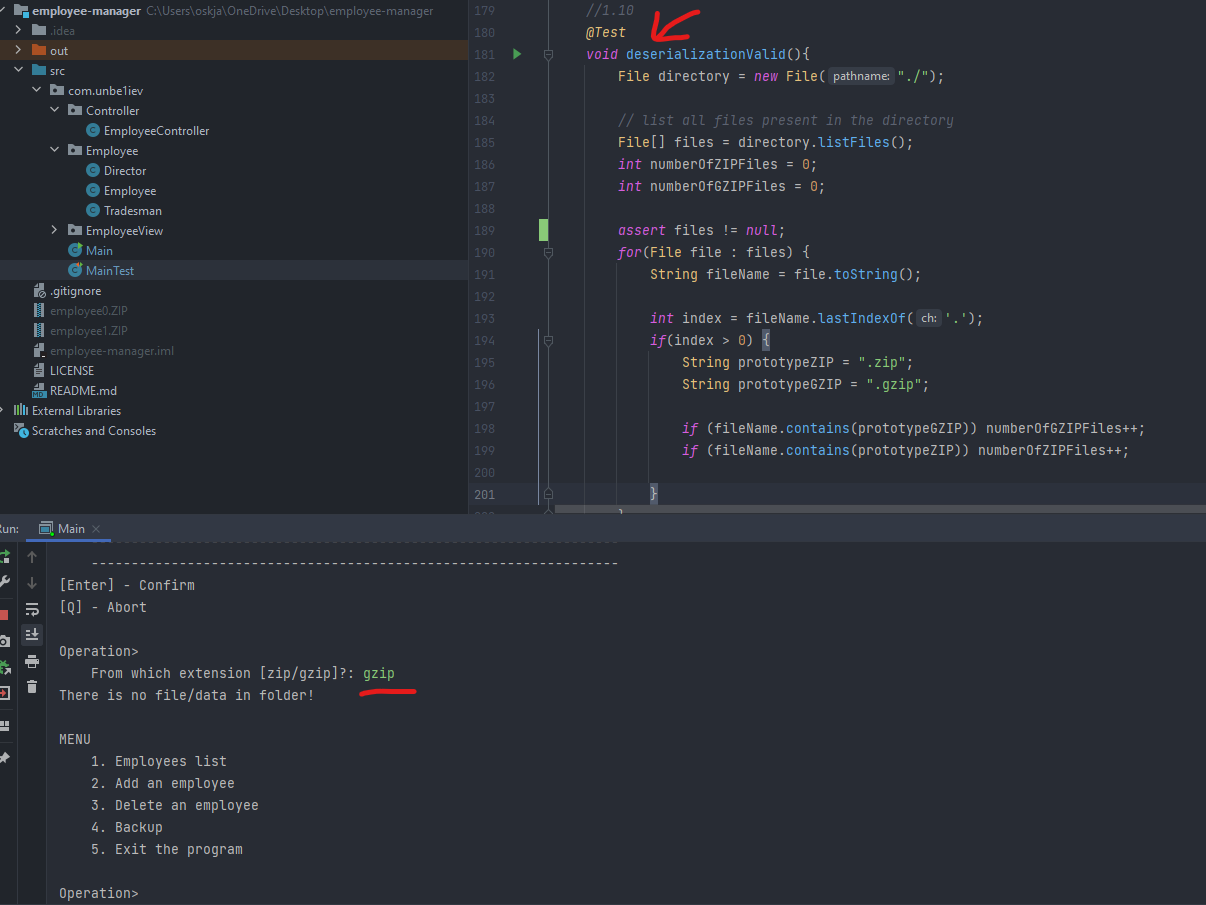 employee-manager C:\Users\oskja\OneDrive\Desktop\employee-manager
.idea
out
src
com.unbe1iev
Controller
EmployeeController
Employee
Director
Employee
Tradesman
EmployeeView
Main
MainTest
.gitignore
employee0.ZIP
employee1.ZIP
employee-manager.iml
LICENSE
README.md
External Libraries
Scratches and Consoles
179 //1.10
180 @Test
181 void deserializationValid(){
182 File directory = new File( pathname: "./");
183
184 // list all files present in the directory
185 File[] files = directory.listFiles();
186 int numberOfZIPFiles = 0;
187 int numberOfGZIPFiles = 0;
188
189 assert files != null;
190 for(File file : files) {
191 String fileName = file.toString();
192
193 int index = fileName.lastIndexOf( ch: '.');
194 if(index > 0) {
195 String prototypeZIP = ".zip";
196 String prototypeGZIP = ".gzip";
197
198 if (fileName.contains(prototypeGZIP)) numberOfGZIPFiles++;
199 if (fileName.contains(prototypeZIP)) numberOfZIPFiles++;
200
201 }
Main
------------------------------------------------------------------
[Enter] - Confirm
[Q] - Abort
Operation>
From which extension [zip/gzip]?: gzip
There is no file/data in folder!
MENU
1. Employees list
2. Add an employee
3. Delete an employee
4. Backup
5. Exit the program
Operation>